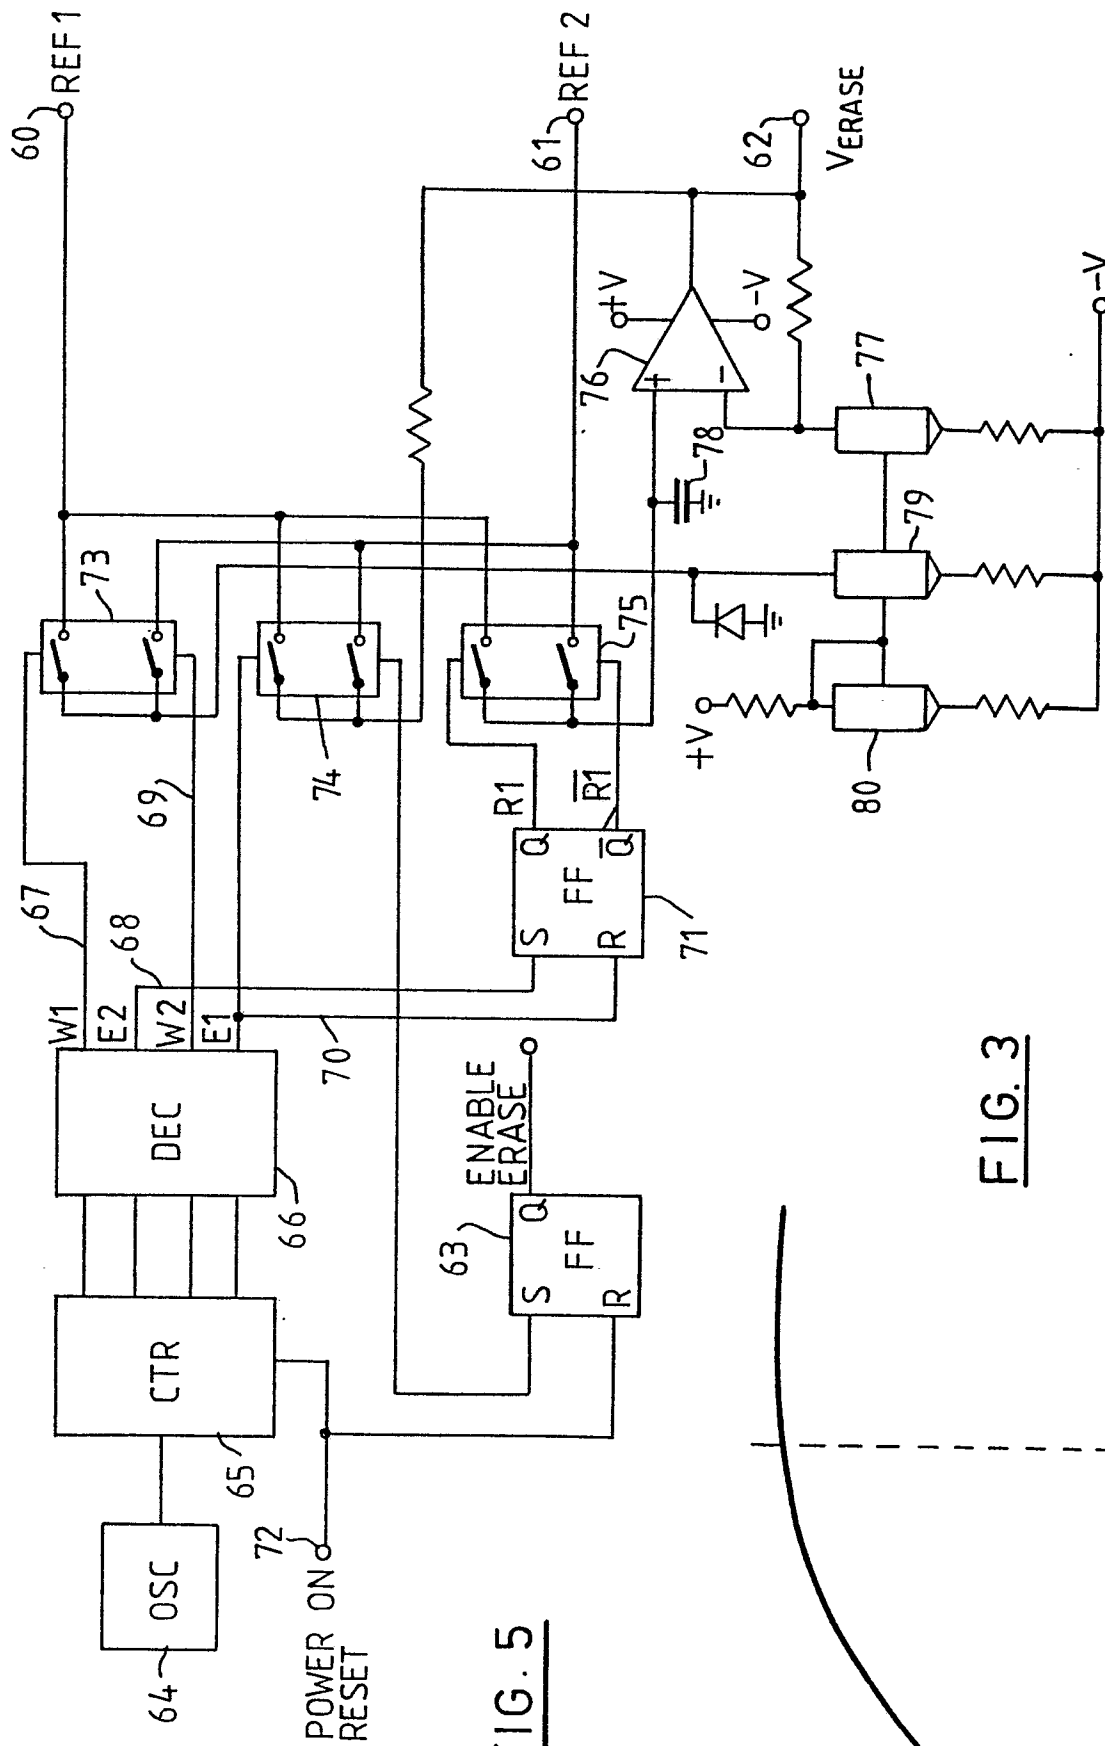 60
REF 1
61
REF 2
62
VERASE
73
74
75
67
69
68
70
W1
E2
W2
E1
DEC
66
CTR
65
OSC
64
72
POWER ON
RESET
ENABLE
ERASE
63
S
Q
FF
R
S
Q
FF
R
Q̅
71
R1
R̅1̅
76
+V
-V
+
-
78
77
79
80
+V
-V
FIG. 3
FIG. 5